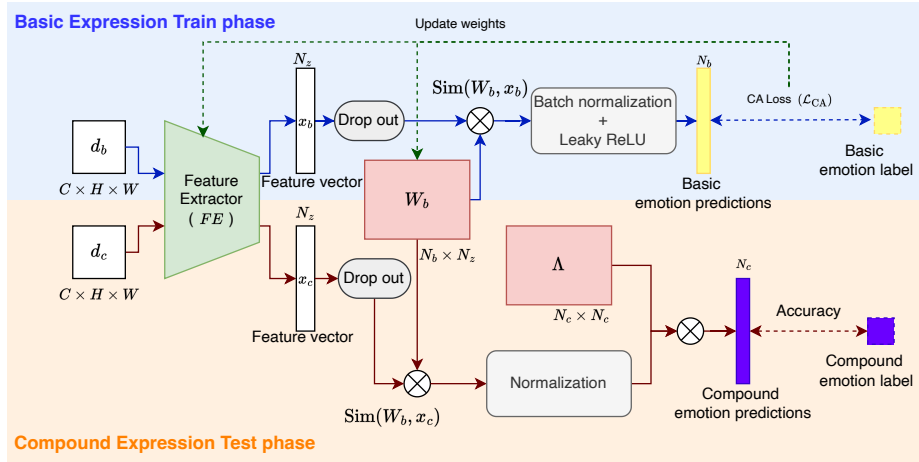 Basic Expression Train phase
Update weights
N_z
N_b
Sim(W_b, x_b)
CA Loss (ℒ_CA)
x_b
Drop out
Batch normalization
+
Leaky ReLU
d_b
C × H × W
Feature vector
Feature
Extractor
( FE )
W_b
N_b × N_z
Basic
emotion predictions
Basic
emotion label
N_z
d_c
C × H × W
x_c
Drop out
Feature vector
Λ
N_c × N_c
N_c
Accuracy
Normalization
Sim(W_b, x_c)
Compound
emotion predictions
Compound
emotion label
Compound Expression Test phase